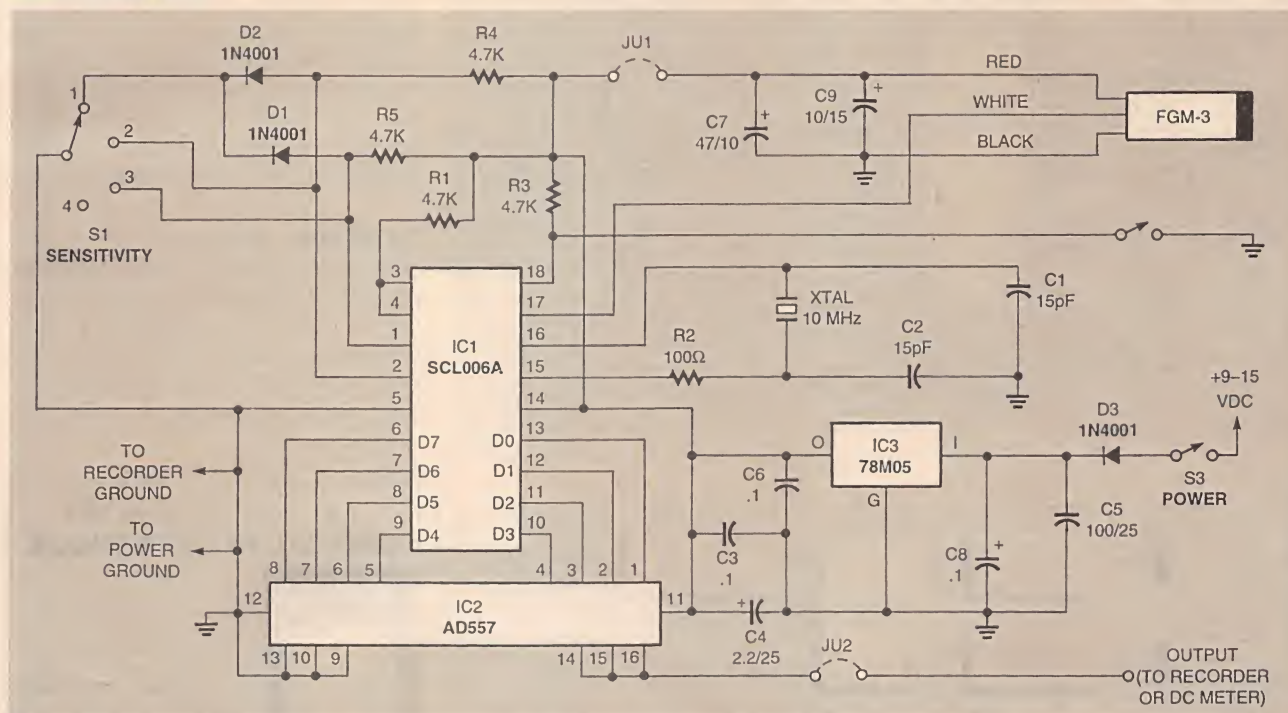 D2
1N4001
R4
4.7K
JU1
RED
1
2
3
4
S1
SENSITIVITY
D1
1N4001
R5
4.7K
R1
4.7K
R3
4.7K
C7
47/10
+
C9
10/15
+
WHITE
BLACK
FGM-3
3
4
1
2
5
6
7
8
9
IC1
SCL006A
D7
D6
D5
D4
D0
D1
D2
D3
18
17
16
15
14
13
12
11
10
R2
100Ω
XTAL
10 MHz
C2
15pF
C1
15pF
+9–15
VDC
D3
1N4001
S3
POWER
O
IC3
78M05
I
G
C6
.1
C3
.1
+
C4
2.2/25
C8
.1
+
C5
100/25
TO
RECORDER
GROUND
TO
POWER
GROUND
8
7
6
5
4
3
2
1
12
IC2
AD557
11
13
10
9
14
15
16
JU2
OUTPUT
(TO RECORDER
OR DC METER)